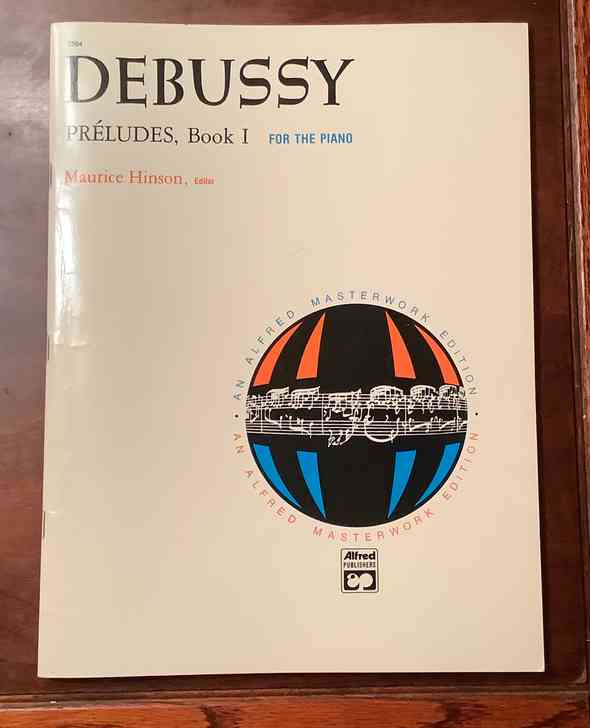 DEBUSSY
PRÉLUDES, Book I FOR THE PIANO
Maurice Hinson, Editor
· AN ALFRED MASTERWORK EDITION ·
AN ALFRED MASTERWORK EDITION
Alfred
PUBLISHERS